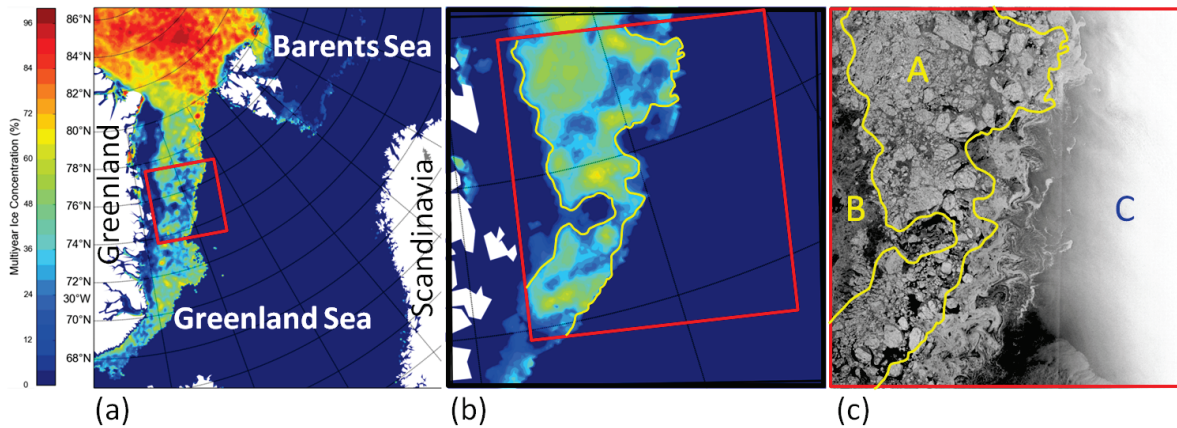 Multiyear Ice Concentration (%)
96
84
72
60
48
36
24
12
0
86°N
84°N
82°N
80°N
78°N
76°N
74°N
72°N
30°W
70°N
68°N
Greenland
Barents Sea
Scandinavia
Greenland Sea
(a)
(b)
A
B
C
(c)